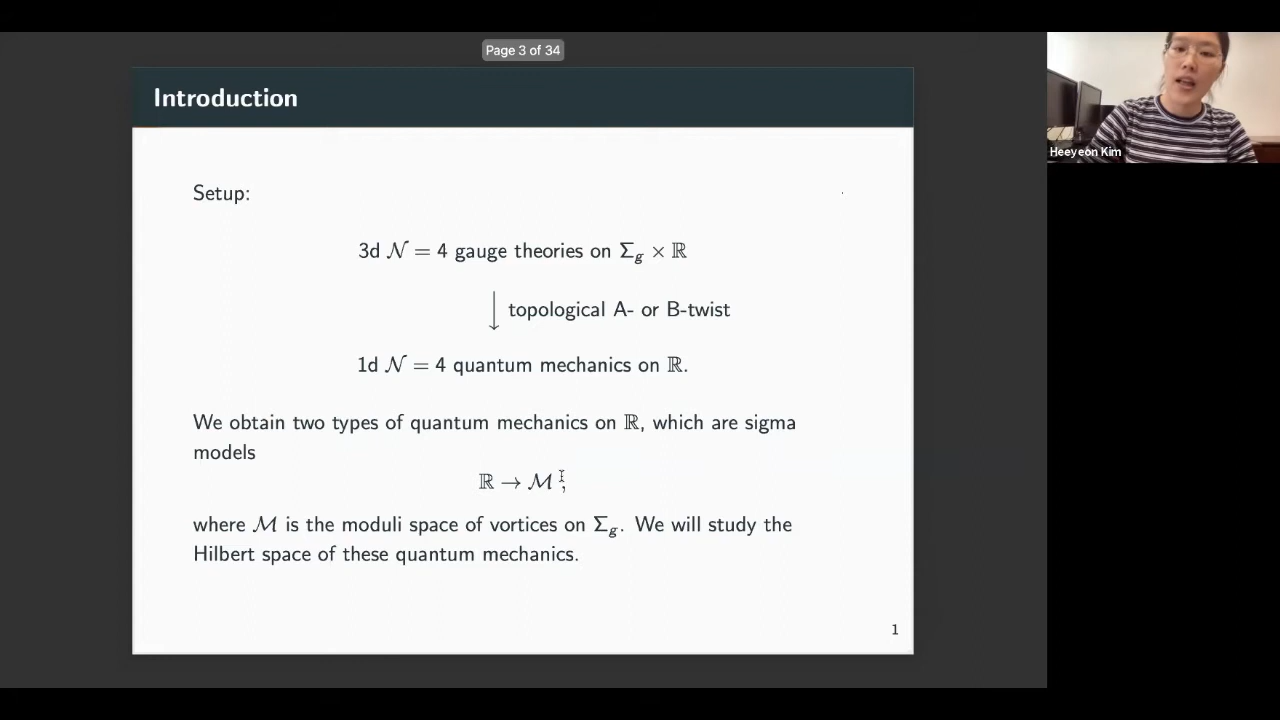 Page 3 of 34
Introduction
Setup:
3d 𝒩 = 4 gauge theories on Σ_g × ℝ
↓ topological A- or B-twist
1d 𝒩 = 4 quantum mechanics on ℝ.
We obtain two types of quantum mechanics on ℝ, which are sigma
models
ℝ → ℳ ,
where ℳ is the moduli space of vortices on Σ_g. We will study the
Hilbert space of these quantum mechanics.
1
Heeyeon Kim